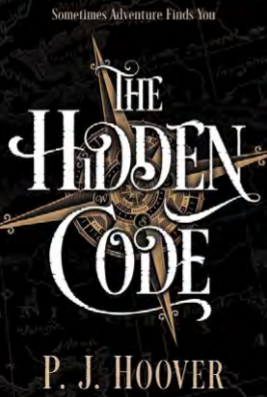 Sometimes Adventure Finds You
THE
HIDDEN
CODE
P. J. HOOVER